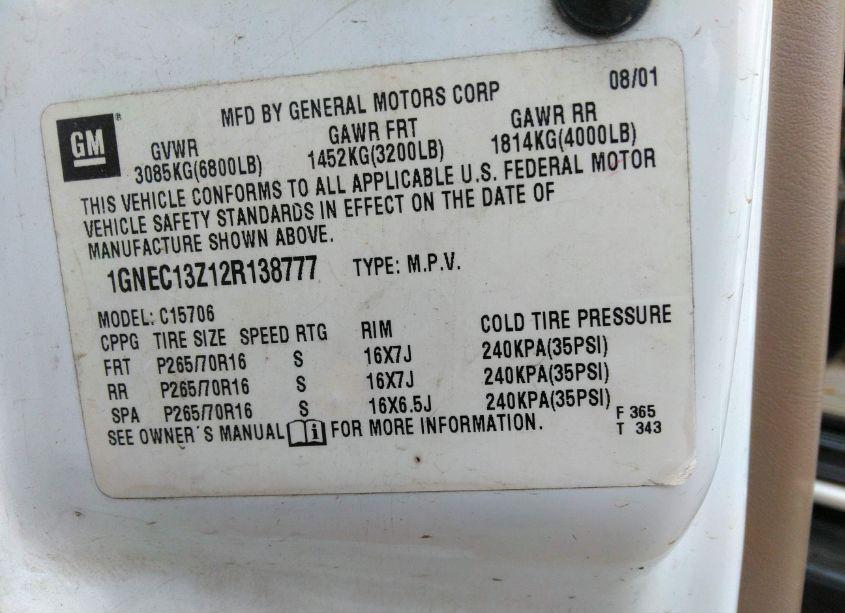 GM ®
MFD BY GENERAL MOTORS CORP 08/01
GVWR GAWR FRT GAWR RR
3085KG(6800LB) 1452KG(3200LB) 1814KG(4000LB)
THIS VEHICLE CONFORMS TO ALL APPLICABLE U.S. FEDERAL MOTOR
VEHICLE SAFETY STANDARDS IN EFFECT ON THE DATE OF
MANUFACTURE SHOWN ABOVE.
1GNEC13Z12R138777 TYPE: M.P.V.
MODEL: C15706
CPPG TIRE SIZE SPEED RTG RIM COLD TIRE PRESSURE
FRT P265/70R16 S 16X7J 240KPA(35PSI)
RR P265/70R16 S 16X7J 240KPA(35PSI)
SPA P265/70R16 S 16X6.5J 240KPA(35PSI)
SEE OWNER´S MANUAL i FOR MORE INFORMATION.
F 365
T 343